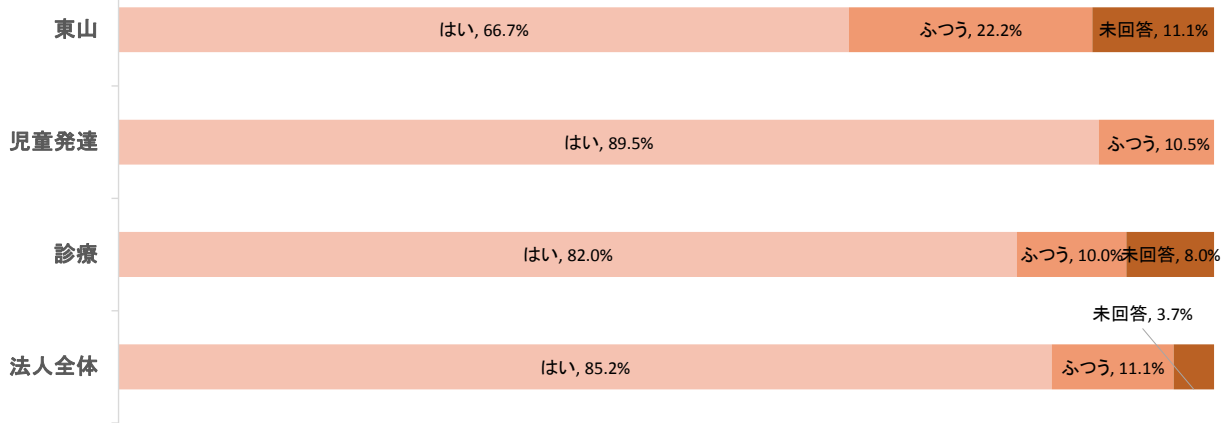 東山
はい, 66.7%
ふつう, 22.2%
未回答, 11.1%
児童発達
はい, 89.5%
ふつう, 10.5%
診療
はい, 82.0%
ふつう, 10.0%
未回答, 8.0%
未回答, 3.7%
法人全体
はい, 85.2%
ふつう, 11.1%